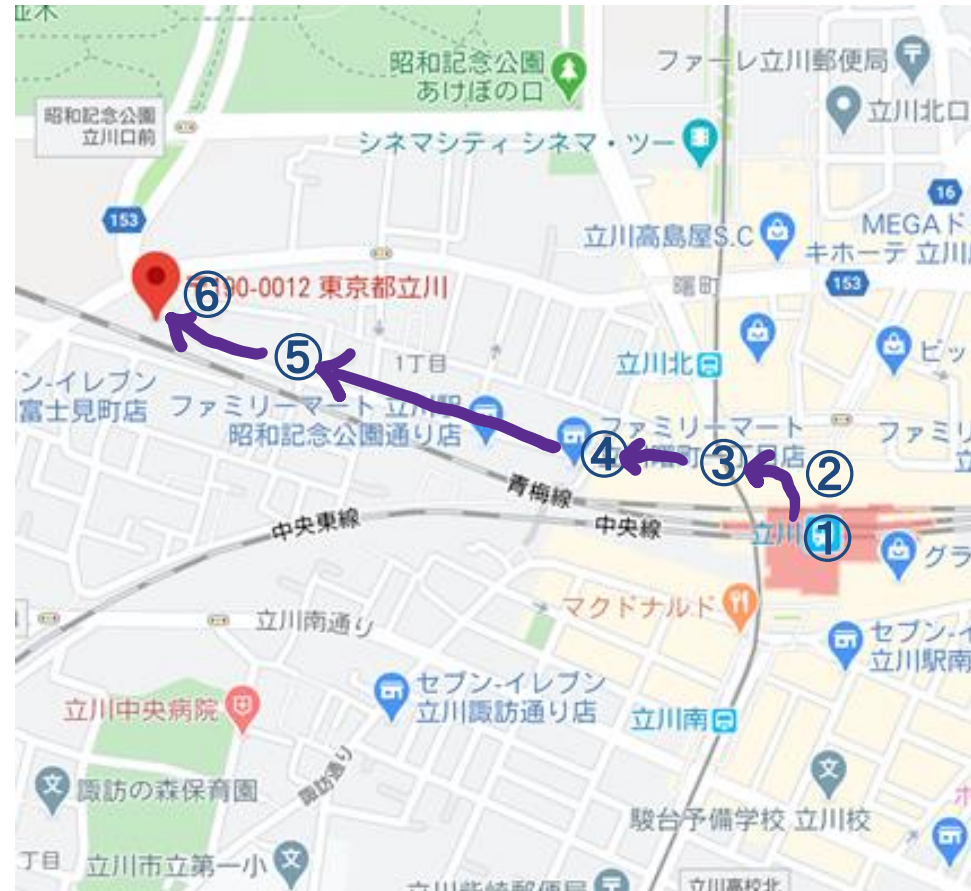 並木
昭和記念公園
あけぼの口
ファーレ立川郵便局
昭和記念公園
立川口前
立川北口
シネマシティ シネマ・ツー
16
153
立川高島屋S.C
MEGAド
キホーテ 立川
⑥
190-0012 東京都立川
曙町
153
⑤
1丁目
立川北
ビッ
ン-イレブン
富士見町店
ファミリーマート 立川
昭和記念公園通り店
ファミリーマート
④
③
②
ファミリ
立
青梅線
中央東線
中央線
立川
①
グラ
立川南通り
マクドナルド
セブン-イ
立川駅南
立川中央病院
セブン-イレブン
立川諏訪通り店
立川南
諏訪の森保育園
諏訪通り
駿台予備学校 立川校
丁目
立川市立第一小
立川高校北